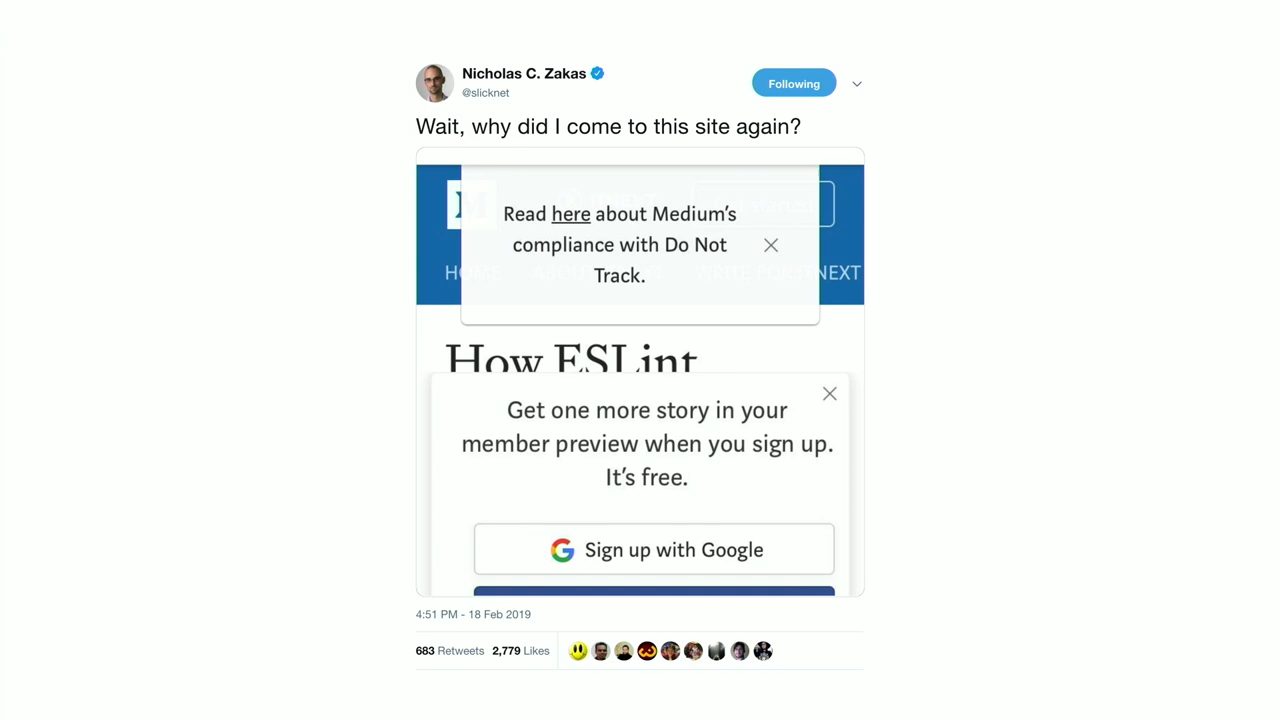 Nicholas C. Zakas
@slicknet
Following
Wait, why did I come to this site again?
M
Read here about Medium's
compliance with Do Not
Track.
NEXT
How ESLint
Get one more story in your
member preview when you sign up.
It's free.
Sign up with Google
4:51 PM - 18 Feb 2019
683 Retweets 2,779 Likes